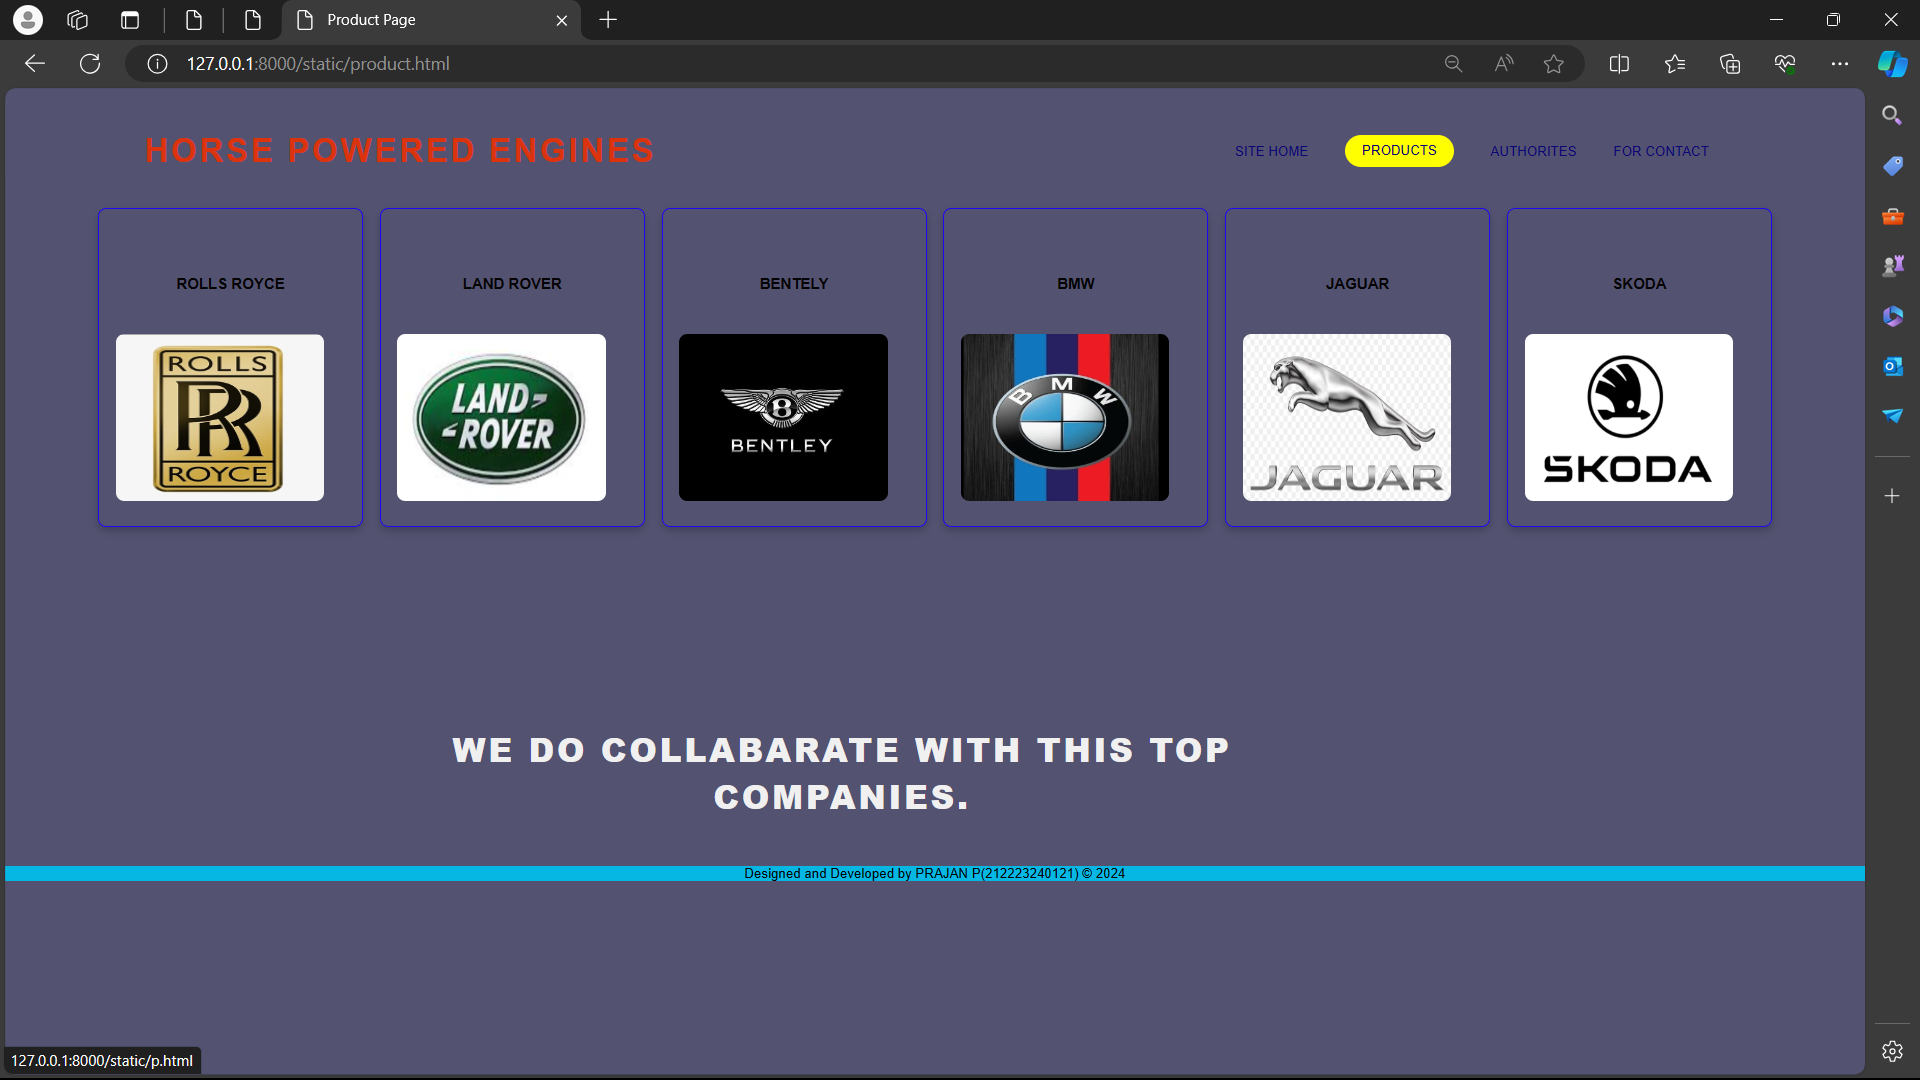 Product Page
127.0.0.1:8000/static/product.html
HORSE POWERED ENGINES
SITE HOME
PRODUCTS
AUTHORITES
FOR CONTACT
ROLLS ROYCE
LAND ROVER
BENTELY
BMW
JAGUAR
SKODA
ROLLS
RR
ROYCE
LAND-
-ROVER
B
BENTLEY
BMW
JAGUAR
ŠKODA
WE DO COLLABARATE WITH THIS TOP
COMPANIES.
Designed and Developed by PRAJAN P(212223240121) © 2024
127.0.0.1:8000/static/p.html